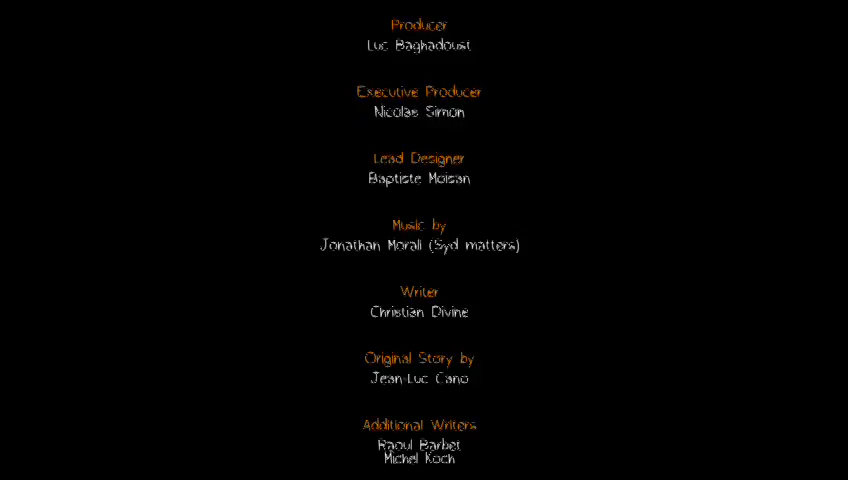 Producer
Luc Baghadoust
Executive Producer
Nicolas Simon
Lead Designer
Baptiste Moisan
Music by
Jonathan Morali (Syd matters)
Writer
Christian Divine
Original Story by
Jean-Luc Cano
Additional Writers
Raoul Barbet
Michel Koch